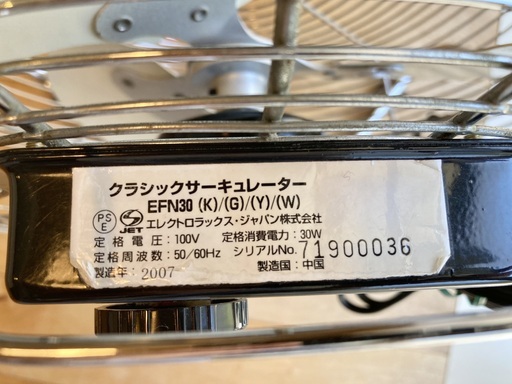 クラシックサーキュレーター
EFN30 (K)/(G)/(Y)/(W)
PS
E
JET
エレクトロラックス・ジャパン株式会社
定格電圧：100V 定格消費電力：30W
定格周波数：50/60Hz シリアルNo. 71900036
製造年：2007 製造国：中国